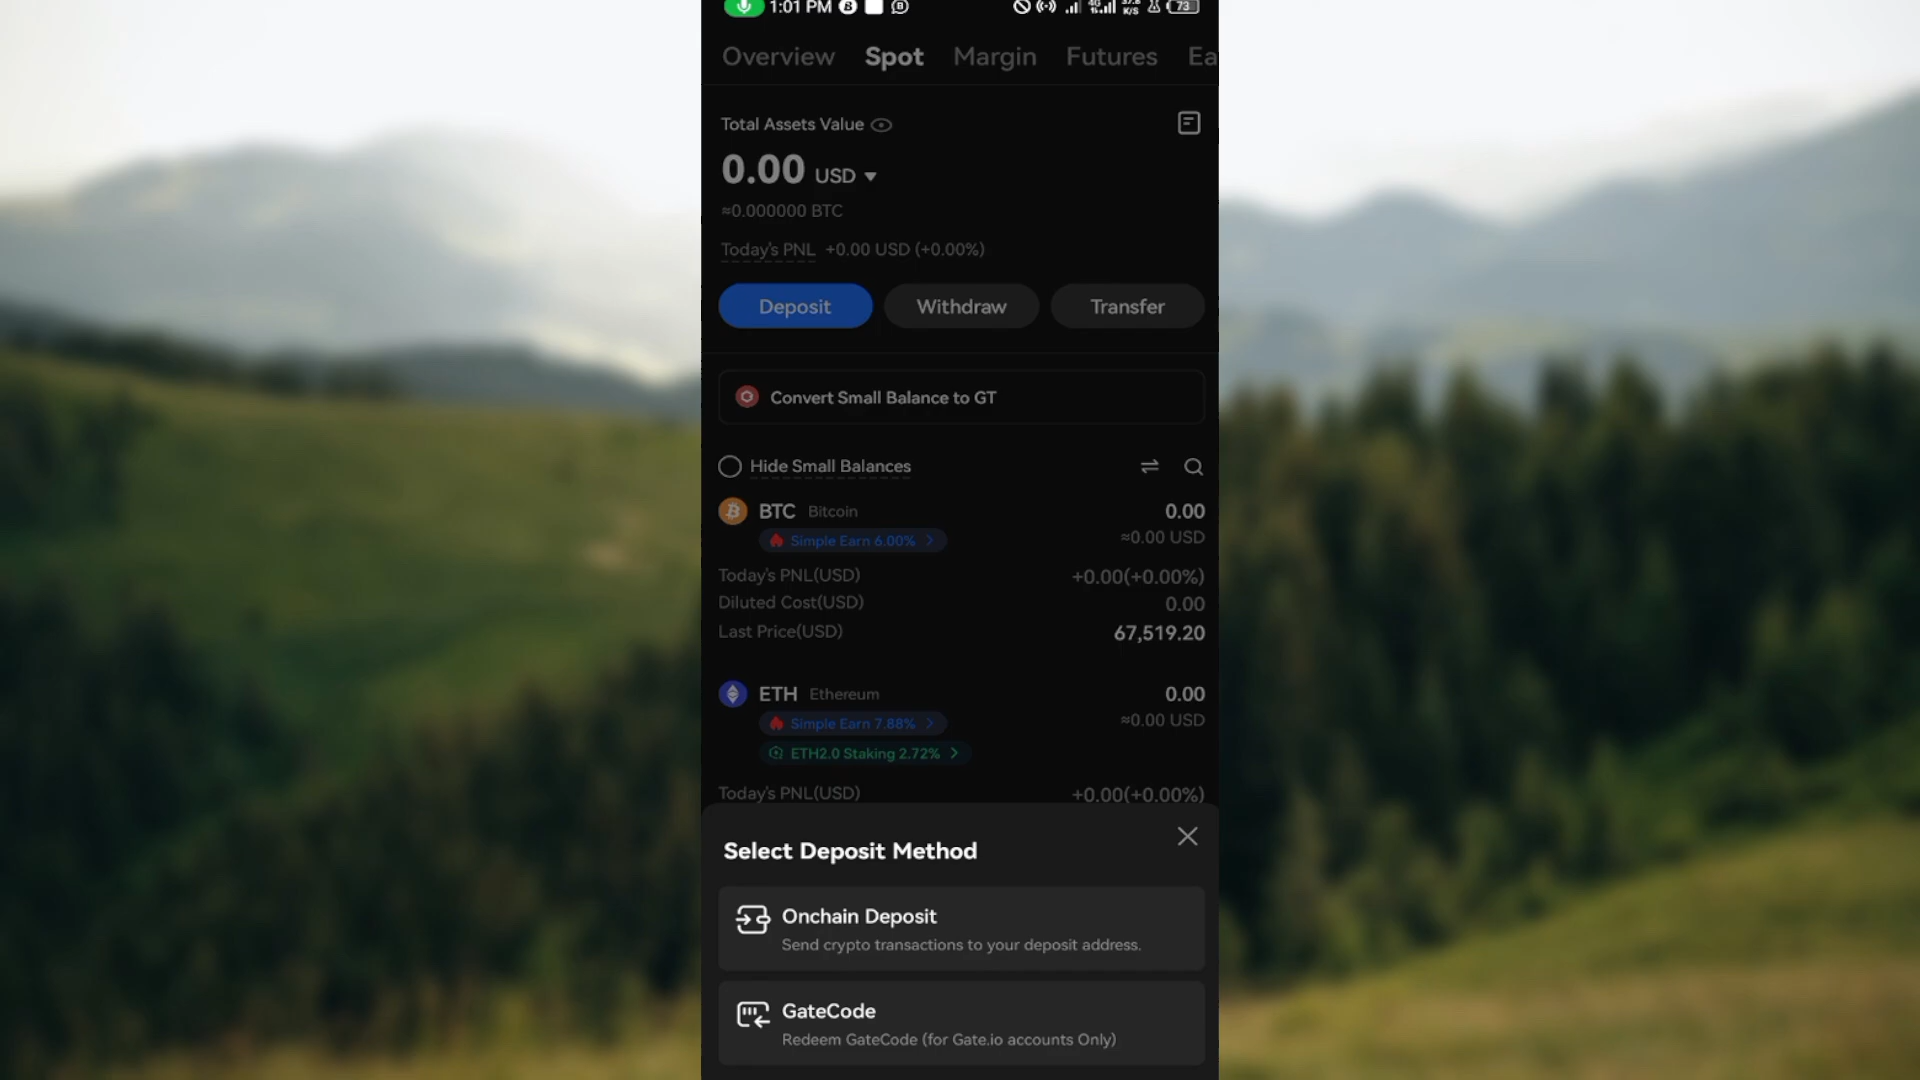 1:01 PM
4G
K/S
73
Overview Spot Margin Futures Ea
Total Assets Value
0.00 USD
≈0.000000 BTC
Today's PNL +0.00 USD (+0.00%)
Deposit Withdraw Transfer
Convert Small Balance to GT
Hide Small Balances
BTC Bitcoin 0.00
Simple Earn 6.00% ≈0.00 USD
Today's PNL(USD) +0.00(+0.00%)
Diluted Cost(USD) 0.00
Last Price(USD) 67,519.20
ETH Ethereum 0.00
Simple Earn 7.88% ≈0.00 USD
ETH2.0 Staking 2.72%
Today's PNL(USD) +0.00(+0.00%)
Select Deposit Method
Onchain Deposit
Send crypto transactions to your deposit address.
GateCode
Redeem GateCode (for Gate.io accounts Only)